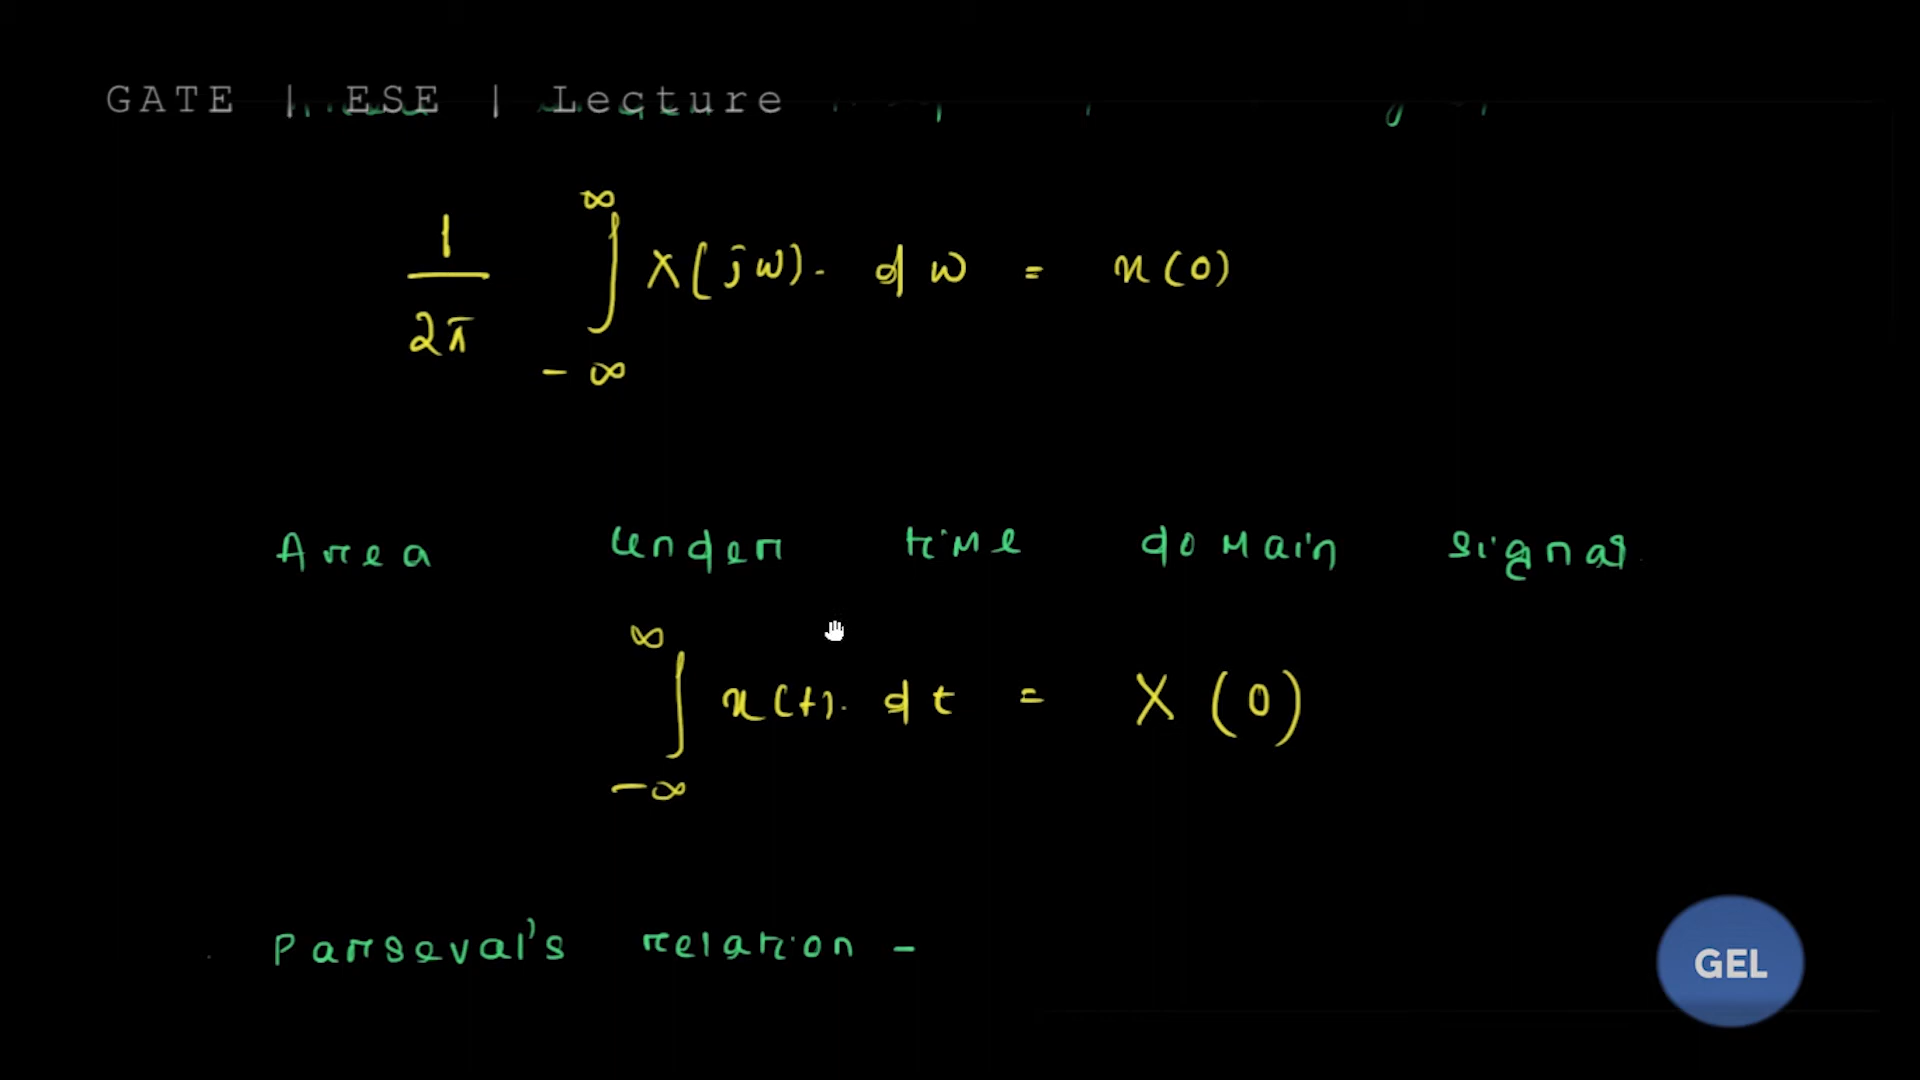 GATE | ESE | Lecture
1/2π ∫_{-∞}^{∞} X(jω). dω = x(0)
Area under time domain signal
∫_{-∞}^{∞} x(t). dt = X(0)
Parseval's relation -
GEL